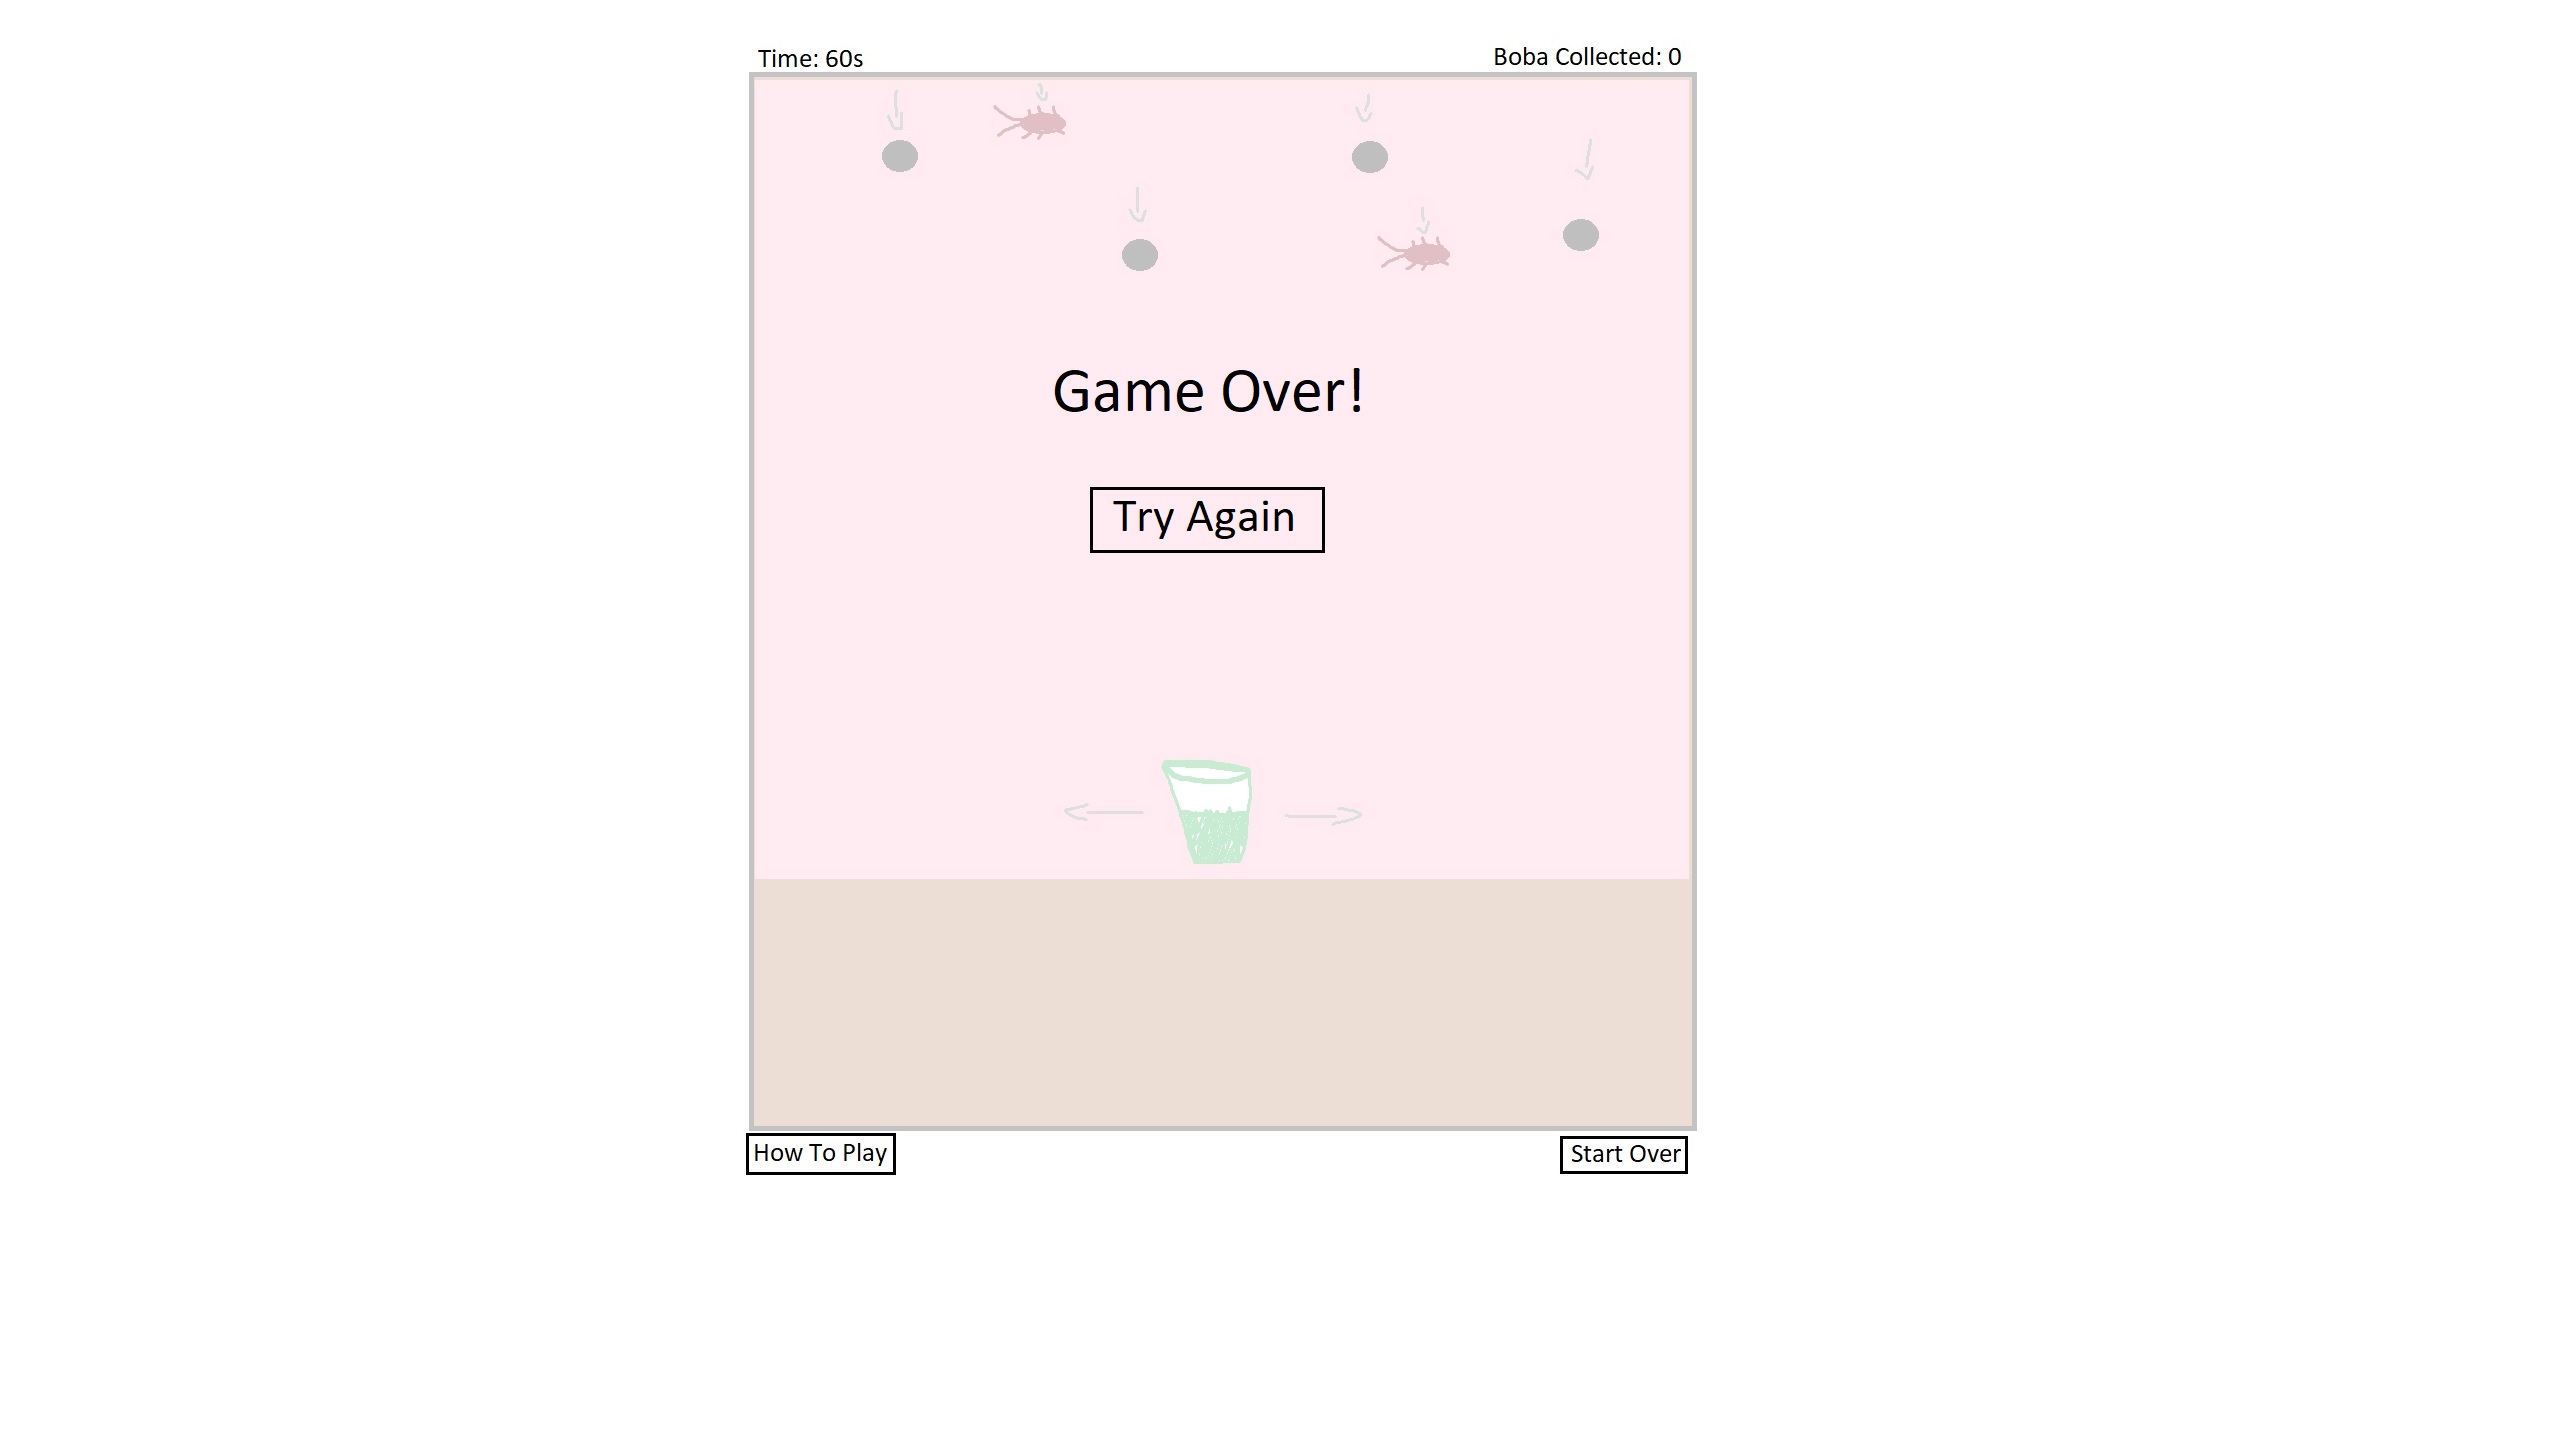 Time: 60s
Boba Collected: 0
Game Over!
Try Again
How To Play
Start Over